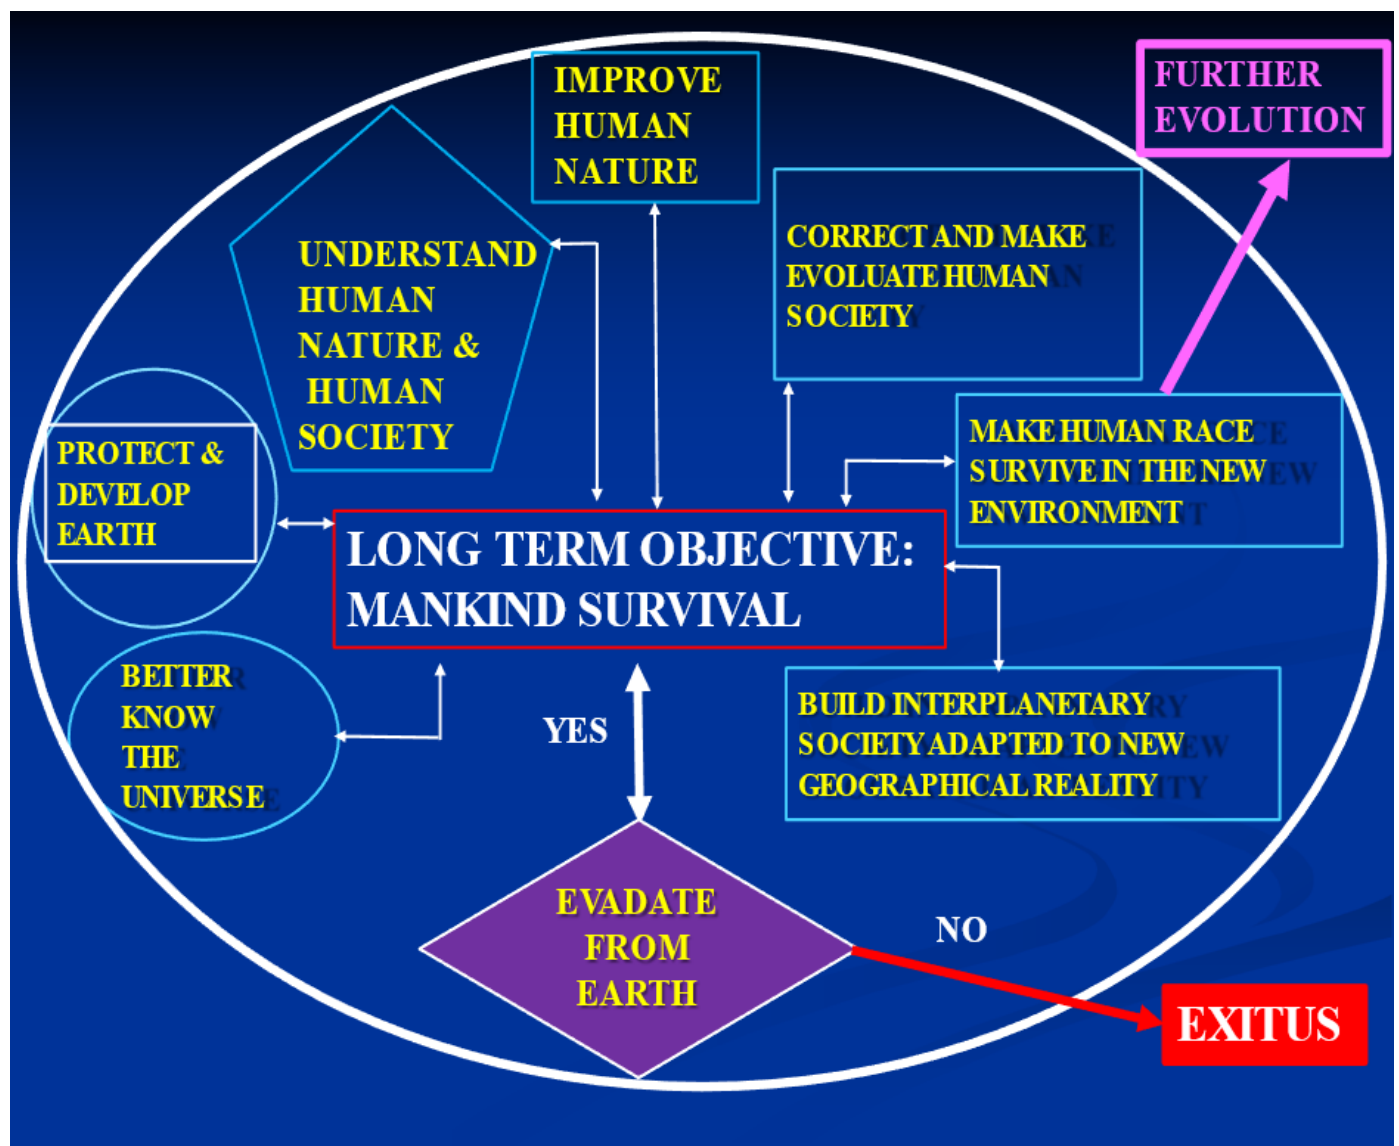 IMPROVE
HUMAN
NATURE
FURTHER
EVOLUTION
UNDERSTAND
HUMAN
NATURE &
HUMAN
SOCIETY
CORRECT AND MAKE
EVOLUATE HUMAN
SOCIETY
PROTECT &
DEVELOP
EARTH
MAKE HUMAN RACE
SURVIVE IN THE NEW
ENVIRONMENT
LONG TERM OBJECTIVE:
MANKIND SURVIVAL
BETTER
KNOW
THE
UNIVERSE
YES
BUILD INTERPLANETARY
SOCIETY ADAPTED TO NEW
GEOGRAPHICAL REALITY
EVADATE
FROM
EARTH
NO
EXITUS